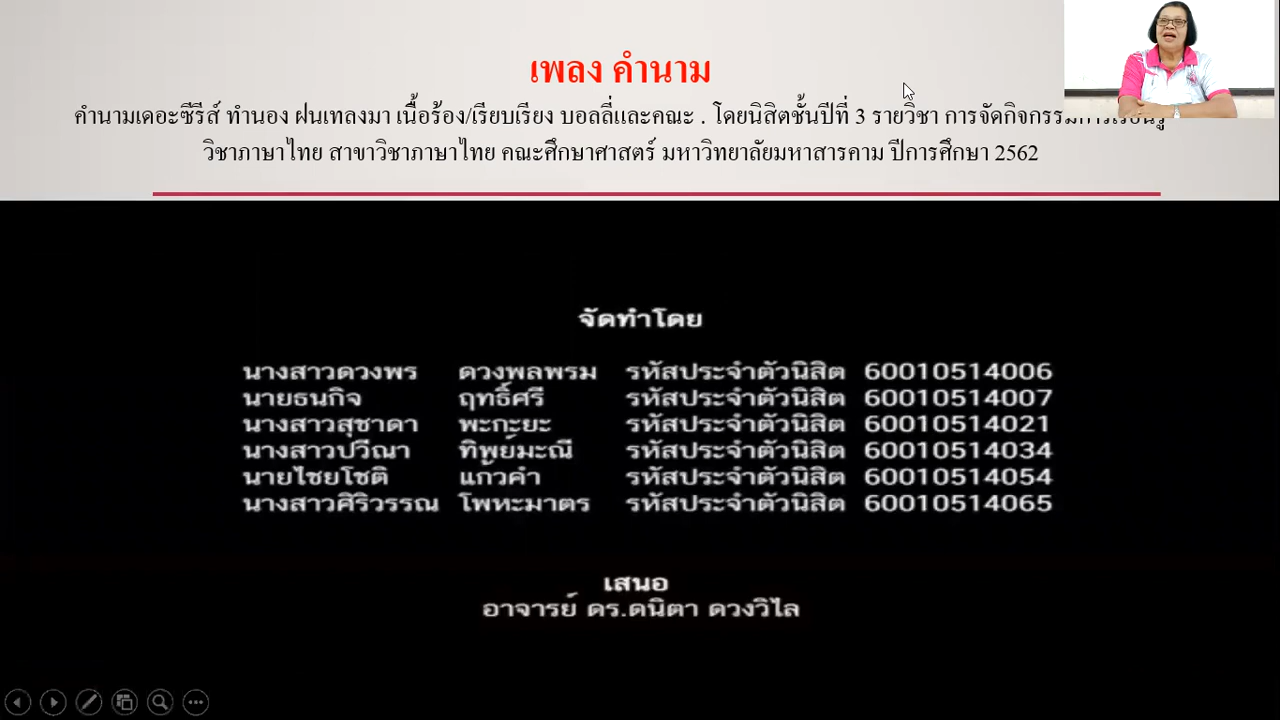 เพลง คำนาม
คำนามเดอะซีรีส์ ทำนอง ฝนเทลงมา เนื้อร้อง/เรียบเรียง บอลลี่และคณะ . โดยนิสิตชั้นปีที่ 3 รายวิชา การจัดกิจกรรมการเรียนรู้
วิชาภาษาไทย สาขาวิชาภาษาไทย คณะศึกษาศาสตร์ มหาวิทยาลัยมหาสารคาม ปีการศึกษา 2562
จัดทำโดย
นางสาวดวงพร ดวงพลพรม รหัสประจำตัวนิสิต 60010514006
นายธนกิจ ฤทธิ์ศรี รหัสประจำตัวนิสิต 60010514007
นางสาวสุชาดา พะกะยะ รหัสประจำตัวนิสิต 60010514021
นางสาวปวีณา ทิพย์มะณี รหัสประจำตัวนิสิต 60010514034
นายไชยโชติ แก้วคำ รหัสประจำตัวนิสิต 60010514054
นางสาวศิริวรรณ โพหะมาตร รหัสประจำตัวนิสิต 60010514065
เสนอ
อาจารย์ ดร.ดนิตา ดวงวิไล